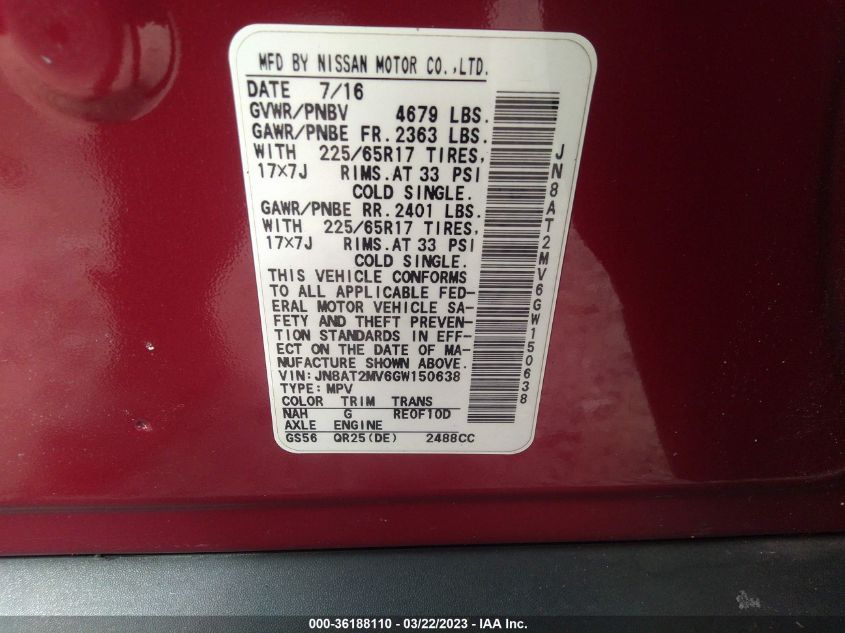 MFD BY NISSAN MOTOR CO.,LTD.
DATE 7/16
GVWR/PNBV 4679 LBS.
GAWR/PNBE FR. 2363 LBS.
WITH 225/65R17 TIRES,
17×7J RIMS.AT 33 PSI
COLD SINGLE.
GAWR/PNBE RR. 2401 LBS.
WITH 225/65R17 TIRES,
17×7J RIMS.AT 33 PSI
COLD SINGLE.
THIS VEHICLE CONFORMS
TO ALL APPLICABLE FED-
ERAL MOTOR VEHICLE SA-
FETY AND THEFT PREVEN-
TION STANDARDS IN EFF-
ECT ON THE DATE OF MA-
NUFACTURE SHOWN ABOVE.
VIN:JN8AT2MV6GW150638
TYPE:MPV
COLOR TRIM TRANS
NAH G RE0F10D
AXLE ENGINE
GS56 QR25(DE) 2488CC
JN8AT2MV6GW150638
000-36188110 - 03/22/2023 - IAA Inc.